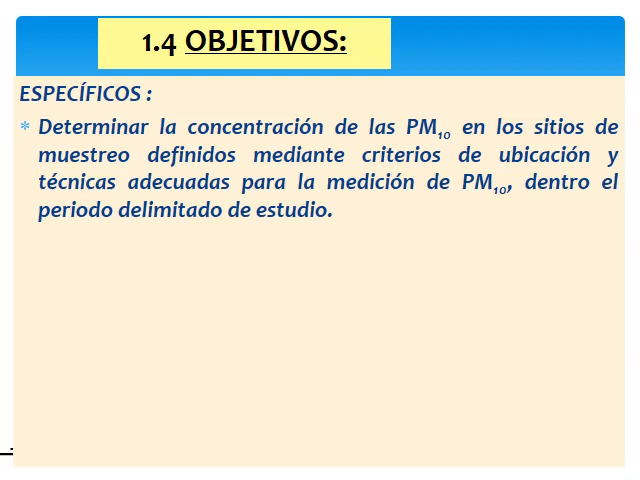 1.4 OBJETIVOS:
ESPECÍFICOS :
* Determinar la concentración de las PM₁₀ en los sitios de
muestreo definidos mediante criterios de ubicación y
técnicas adecuadas para la medición de PM₁₀, dentro el
periodo delimitado de estudio.